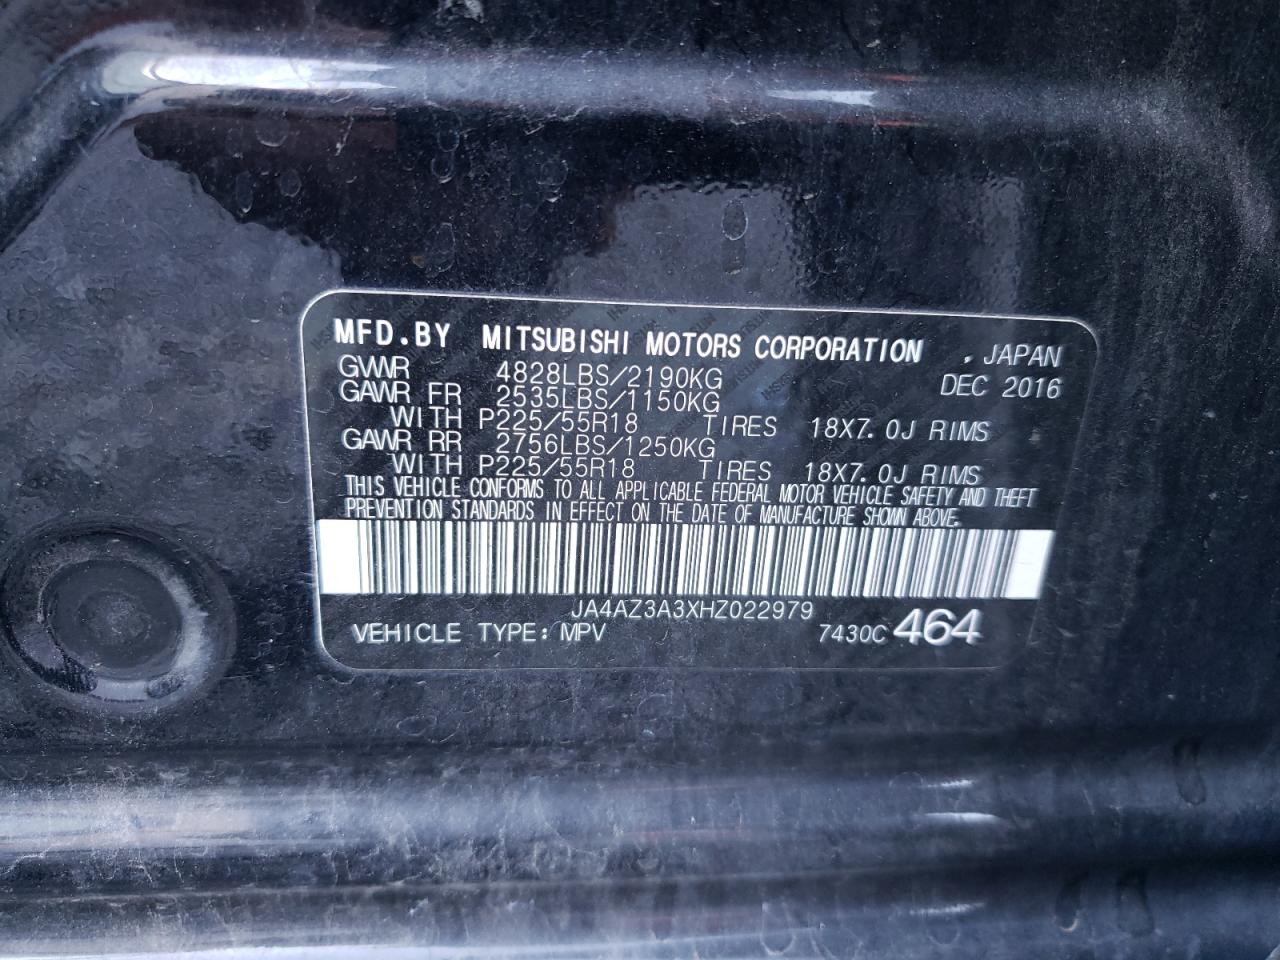 MFD.BY MITSUBISHI MOTORS CORPORATION . JAPAN
GVWR 4828LBS/2190KG DEC 2016
GAWR FR 2535LBS/1150KG
WITH P225/55R18 TIRES 18X7.0J RIMS
GAWR RR 2756LBS/1250KG
WITH P225/55R18 TIRES 18X7.0J RIMS
THIS VEHICLE CONFORMS TO ALL APPLICABLE FEDERAL MOTOR VEHICLE SAFETY AND THEFT
PREVENTION STANDARDS IN EFFECT ON THE DATE OF MANUFACTURE SHOWN ABOVE.
JA4AZ3A3XHZ022979
VEHICLE TYPE: MPV 7430C 464